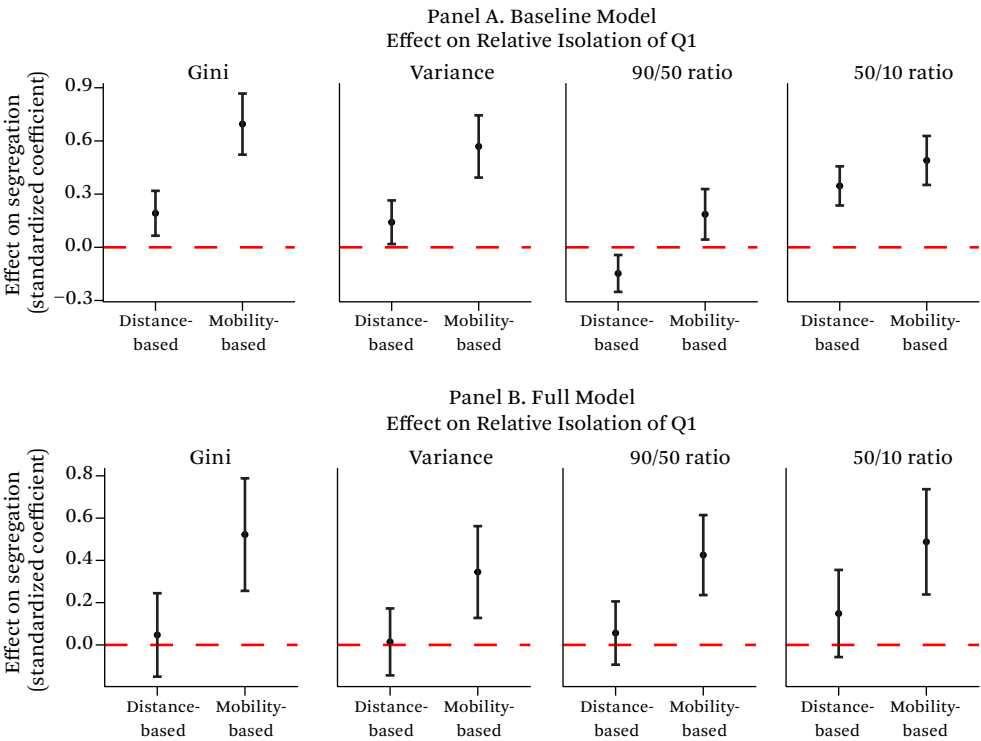 Panel A. Baseline Model
Effect on Relative Isolation of Q1
Gini
Variance
90/50 ratio
50/10 ratio
Effect on segregation
(standardized coefficient)
0.9
0.6
0.3
0.0
−0.3
Distance-
based
Mobility-
based
Distance-
based
Mobility-
based
Distance-
based
Mobility-
based
Distance-
based
Mobility-
based
Panel B. Full Model
Effect on Relative Isolation of Q1
Gini
Variance
90/50 ratio
50/10 ratio
Effect on segregation
(standardized coefficient)
0.8
0.6
0.4
0.2
0.0
Distance-
based
Mobility-
based
Distance-
based
Mobility-
based
Distance-
based
Mobility-
based
Distance-
based
Mobility-
based